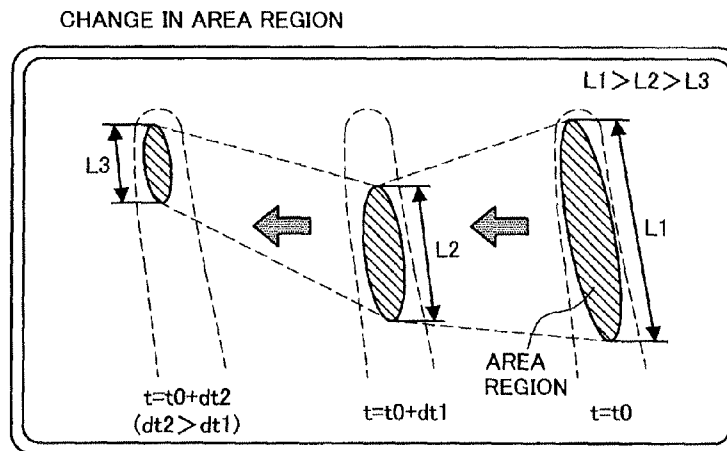 CHANGE IN AREA REGION
L1>L2>L3
L3
L2
L1
AREA
REGION
t=t0+dt2
(dt2>dt1)
t=t0+dt1
t=t0